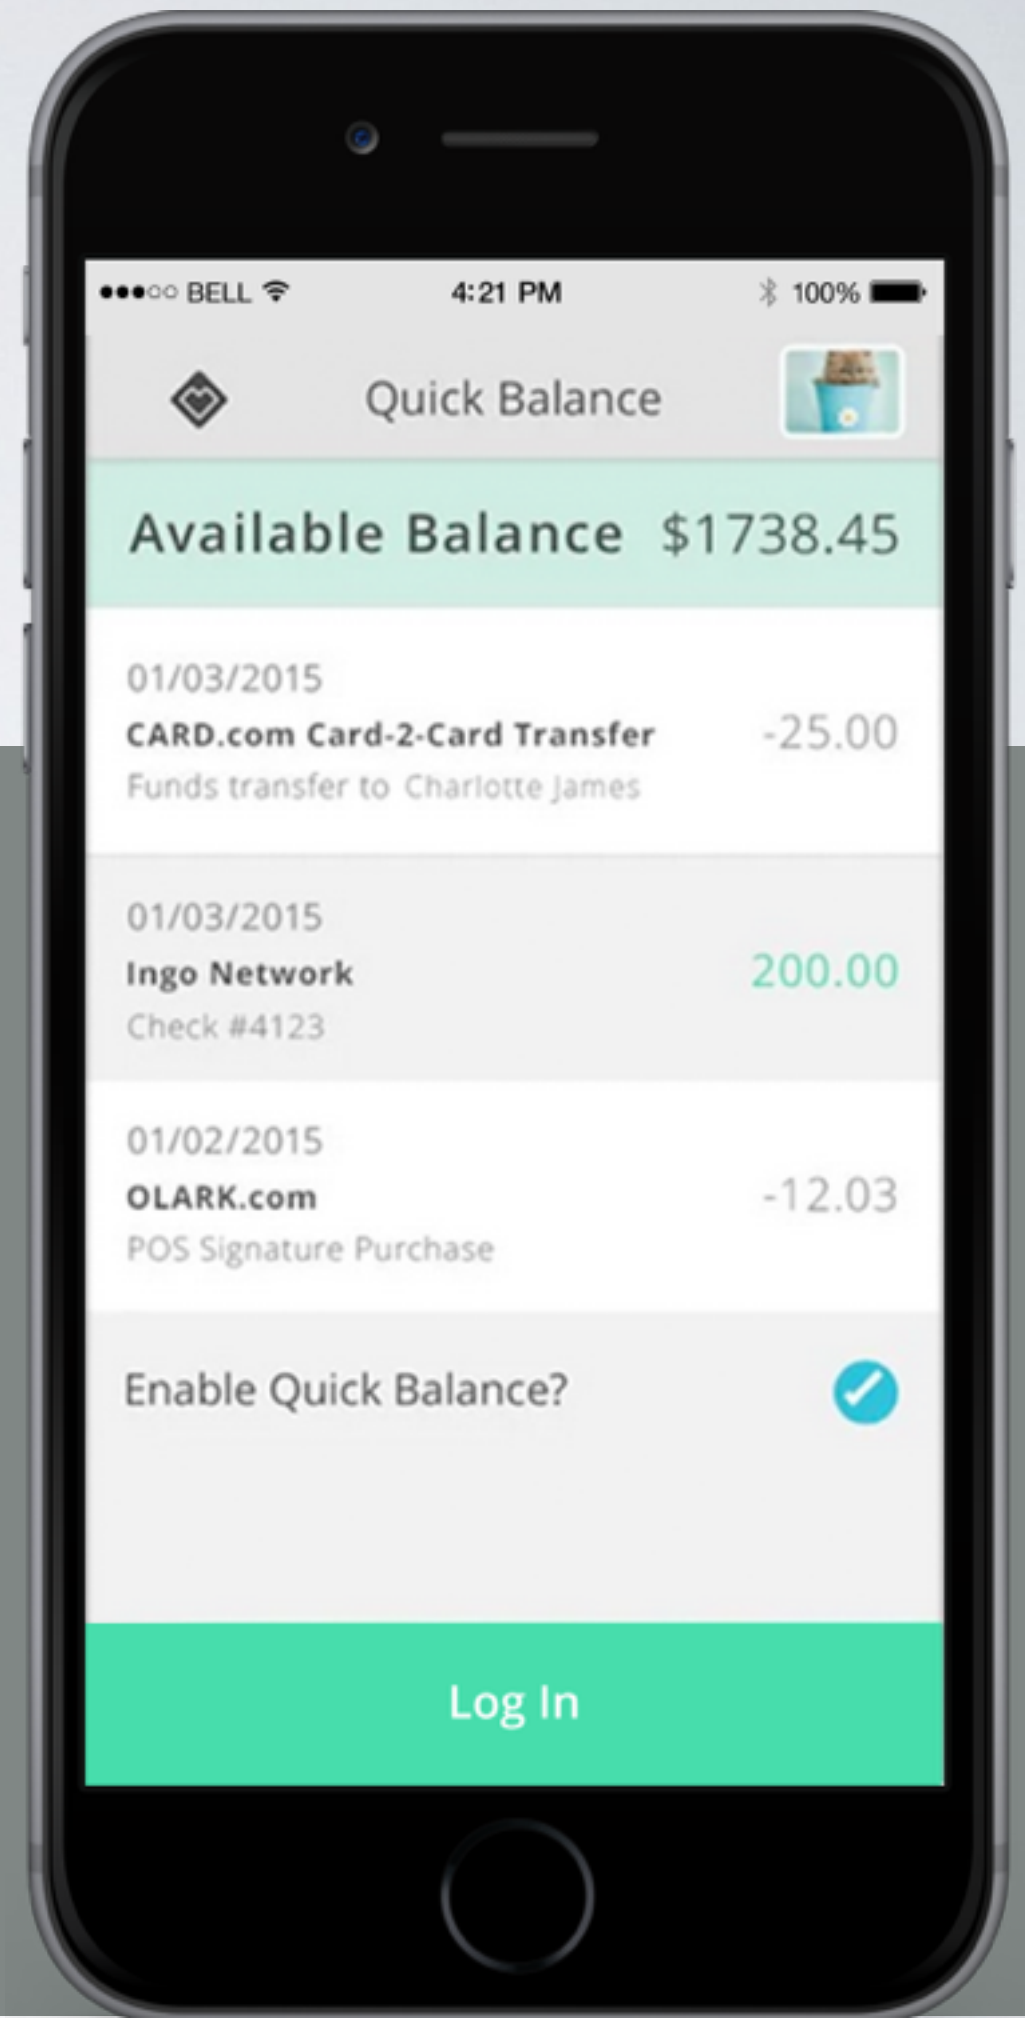 BELL 4:21 PM 100%
Quick Balance
Available Balance $1738.45
01/03/2015
CARD.com Card-2-Card Transfer -25.00
Funds transfer to Charlotte James
01/03/2015
Ingo Network 200.00
Check #4123
01/02/2015
OLARK.com -12.03
POS Signature Purchase
Enable Quick Balance?
Log In